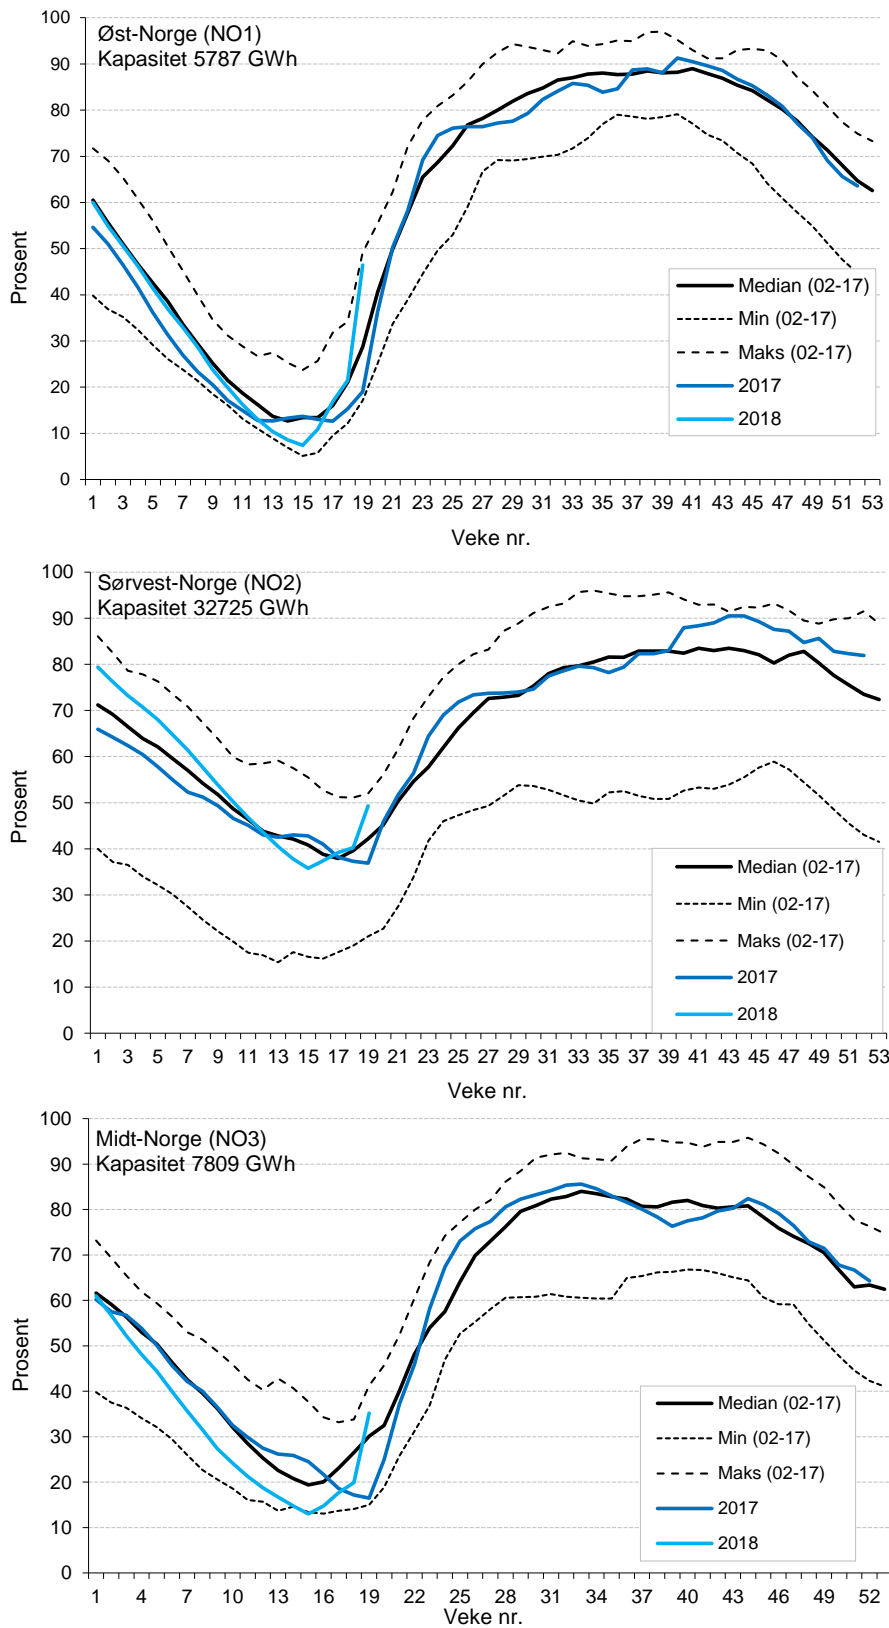 Øst-Norge (NO1)
Kapasitet 5787 GWh
100
90
80
70
60
50
40
30
20
10
0
Prosent
Median (02-17)
Min (02-17)
Maks (02-17)
2017
2018
1 3 5 7 9 11 13 15 17 19 21 23 25 27 29 31 33 35 37 39 41 43 45 47 49 51 53
Veke nr.
Sørvest-Norge (NO2)
Kapasitet 32725 GWh
100
90
80
70
60
50
40
30
20
10
0
Prosent
Median (02-17)
Min (02-17)
Maks (02-17)
2017
2018
1 3 5 7 9 11 13 15 17 19 21 23 25 27 29 31 33 35 37 39 41 43 45 47 49 51 53
Veke nr.
Midt-Norge (NO3)
Kapasitet 7809 GWh
100
90
80
70
60
50
40
30
20
10
0
Prosent
Median (02-17)
Min (02-17)
Maks (02-17)
2017
2018
1 4 7 10 13 16 19 22 25 28 31 34 37 40 43 46 49 52
Veke nr.